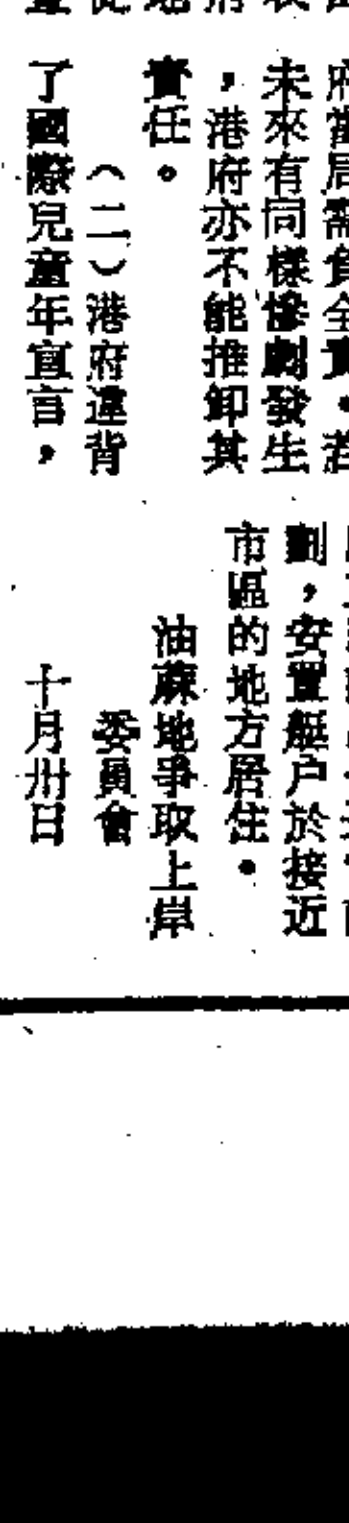 府當局需負全責。若
未來有同樣慘劇發生
，港府亦不能推卸其
責任。
（二）港府違背
了國際兒童年宣言，
劃，安置艇戶於接近
市區的地方居住。
油蔴地爭取上岸
委員會
十月卅日